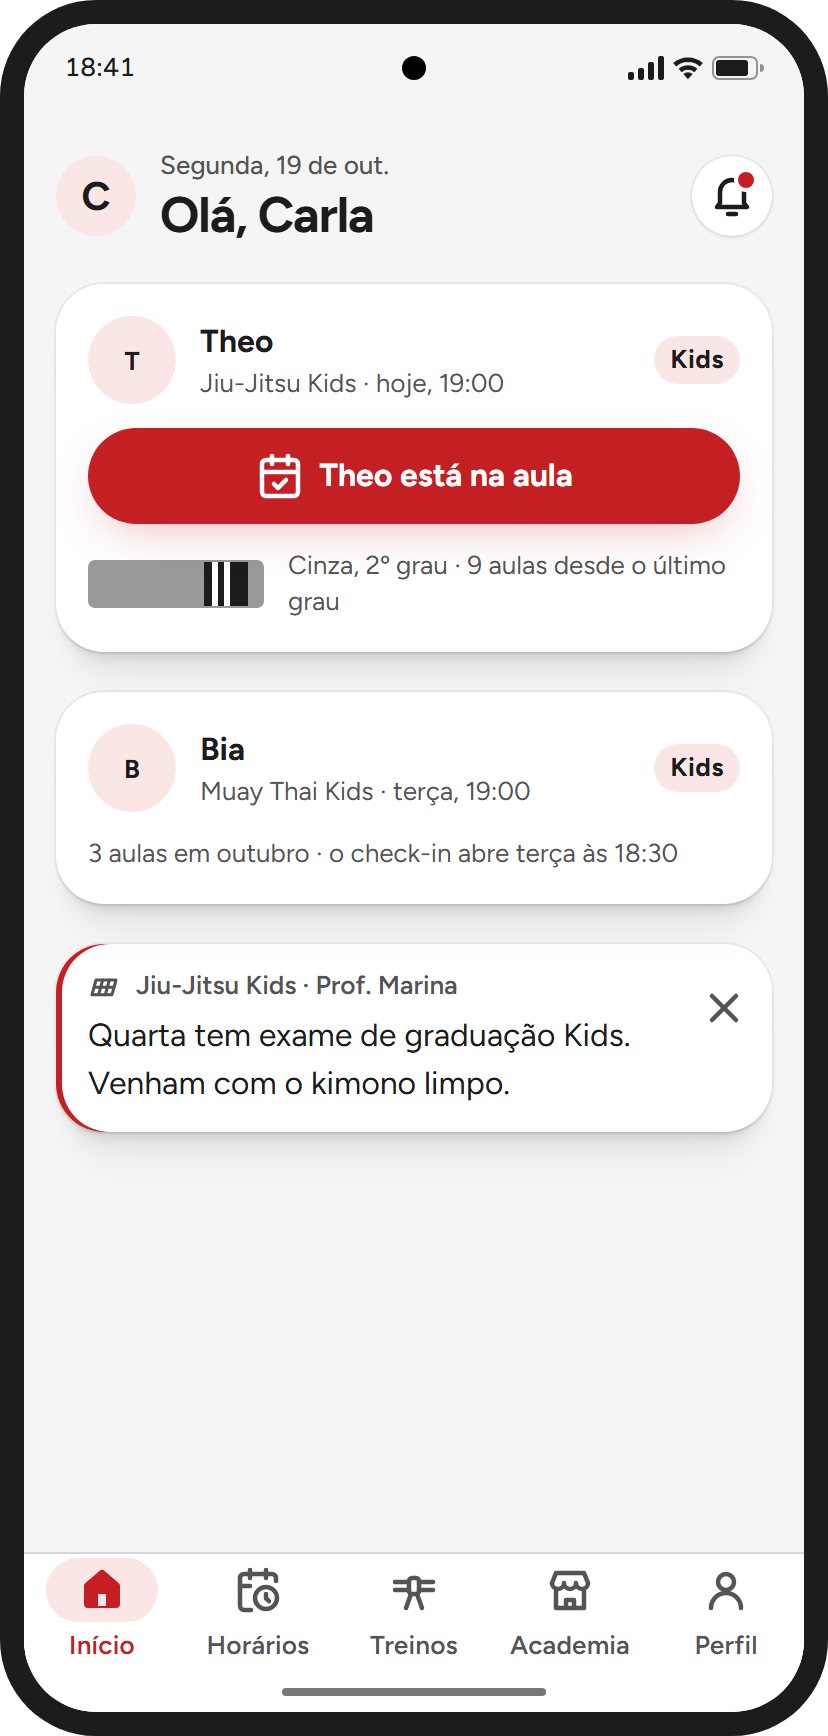 18:41
C
Segunda, 19 de out.
Olá, Carla
T
Theo
Jiu-Jitsu Kids · hoje, 19:00
Kids
Theo está na aula
Cinza, 2º grau · 9 aulas desde o último
grau
B
Bia
Muay Thai Kids · terça, 19:00
Kids
3 aulas em outubro · o check-in abre terça às 18:30
Jiu-Jitsu Kids · Prof. Marina
Quarta tem exame de graduação Kids.
Venham com o kimono limpo.
Início
Horários
Treinos
Academia
Perfil